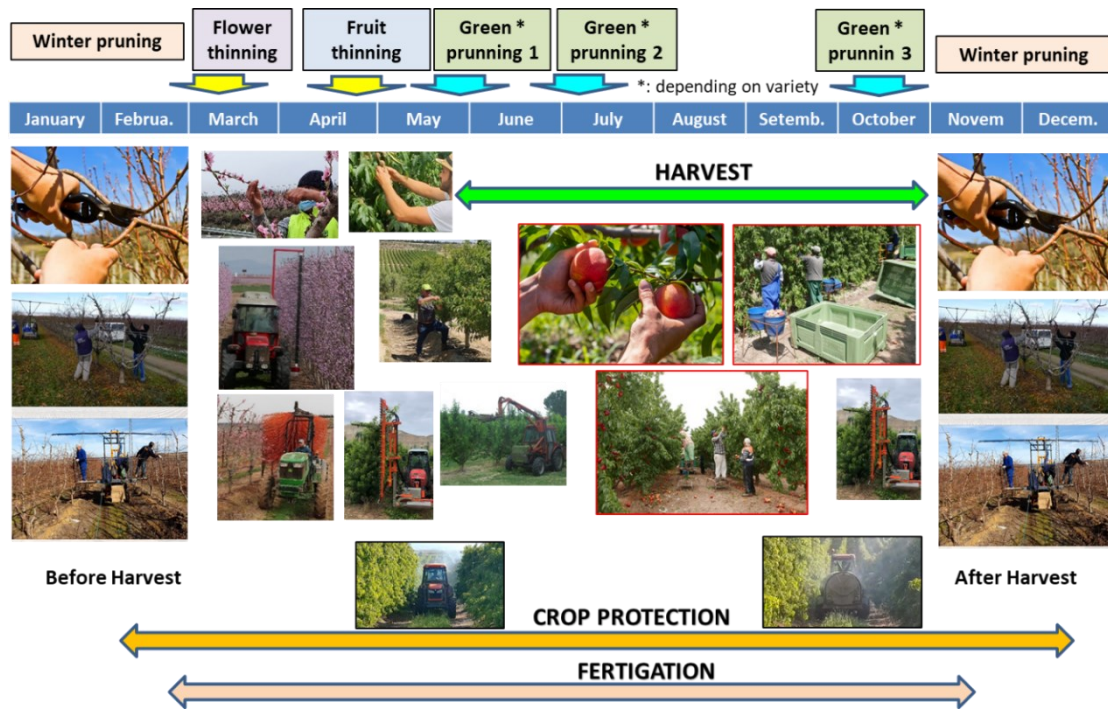 Winter pruning
Flower
thinning
Fruit
thinning
Green *
prunning 1
Green *
prunning 2
Green *
prunnin 3
Winter pruning
*: depending on variety
January
Februa.
March
April
May
June
July
August
Setemb.
October
Novem
Decem.
HARVEST
Before Harvest
After Harvest
CROP PROTECTION
FERTIGATION